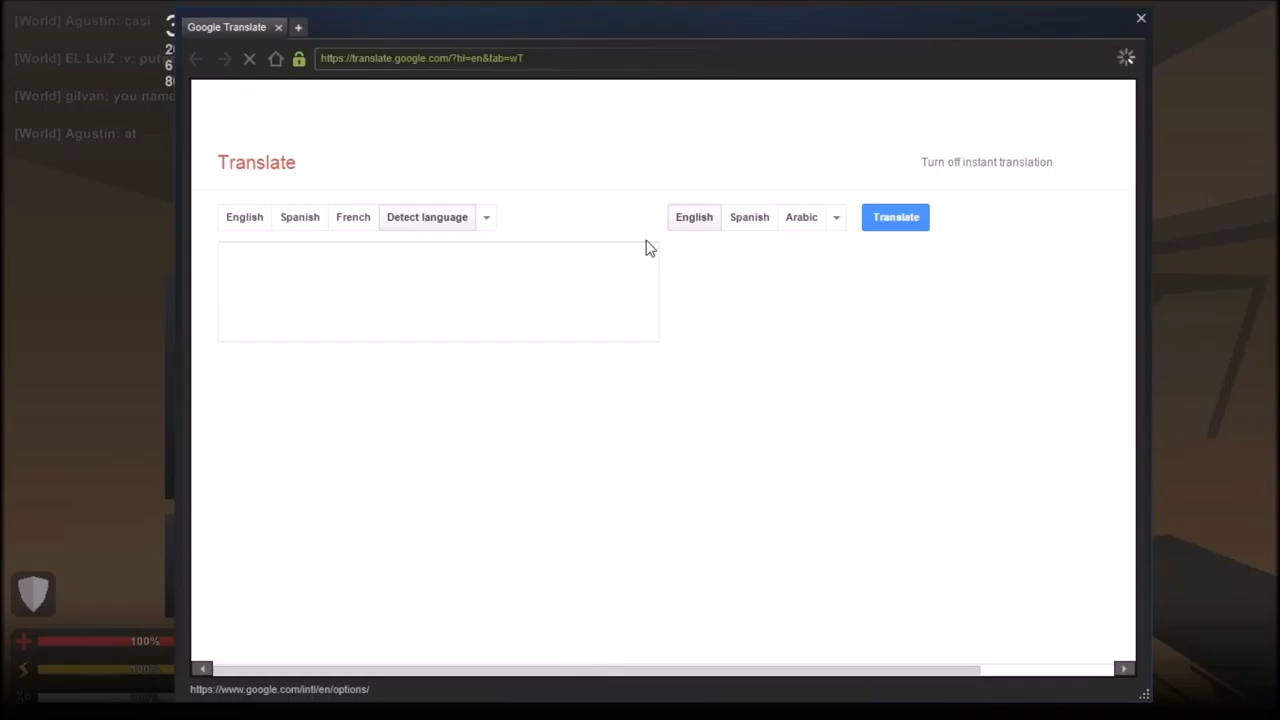 [World] Agustin: casi
[World] EL LuiZ :v:
[World] gilvan: you name
[World] Agustin: at
Google Translate
https://translate.google.com/?hl=en&tab=wT
Translate
Turn off instant translation
English Spanish French Detect language
English Spanish Arabic Translate
100%
100%
https://www.google.com/intl/en/options/